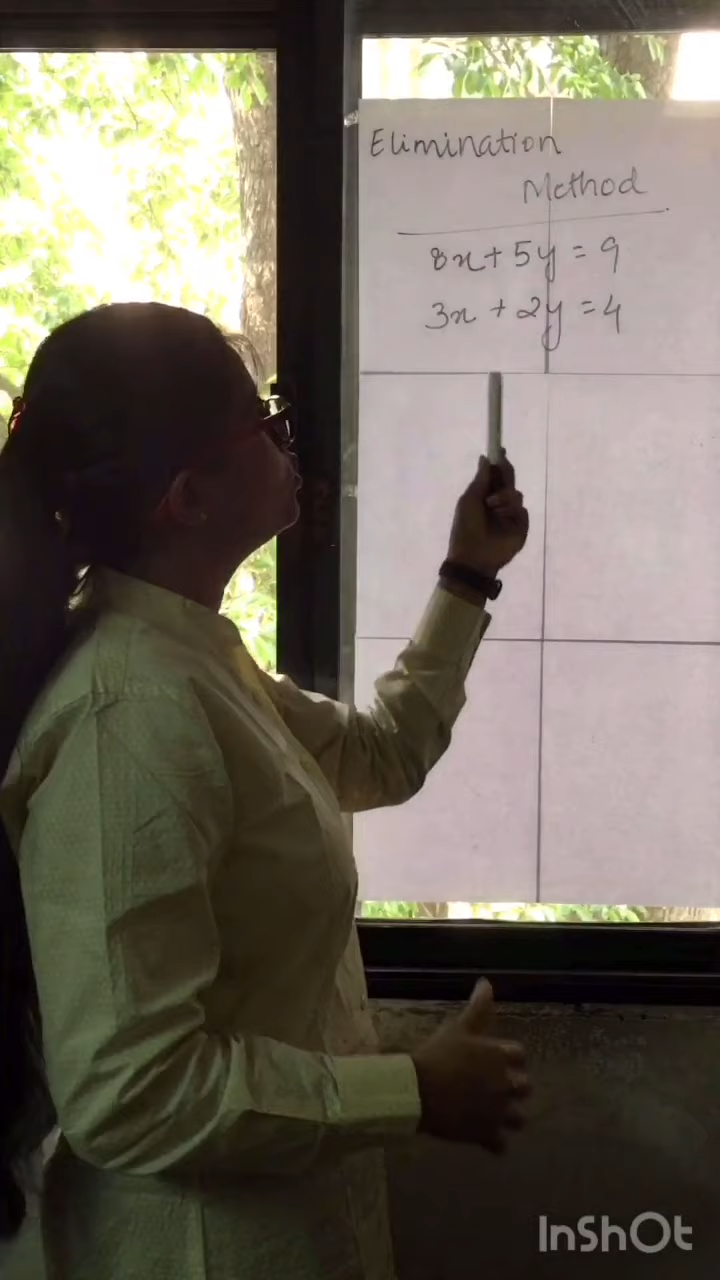 Elimination
Method
8x + 5y = 9
3x + 2y = 4
InShOt